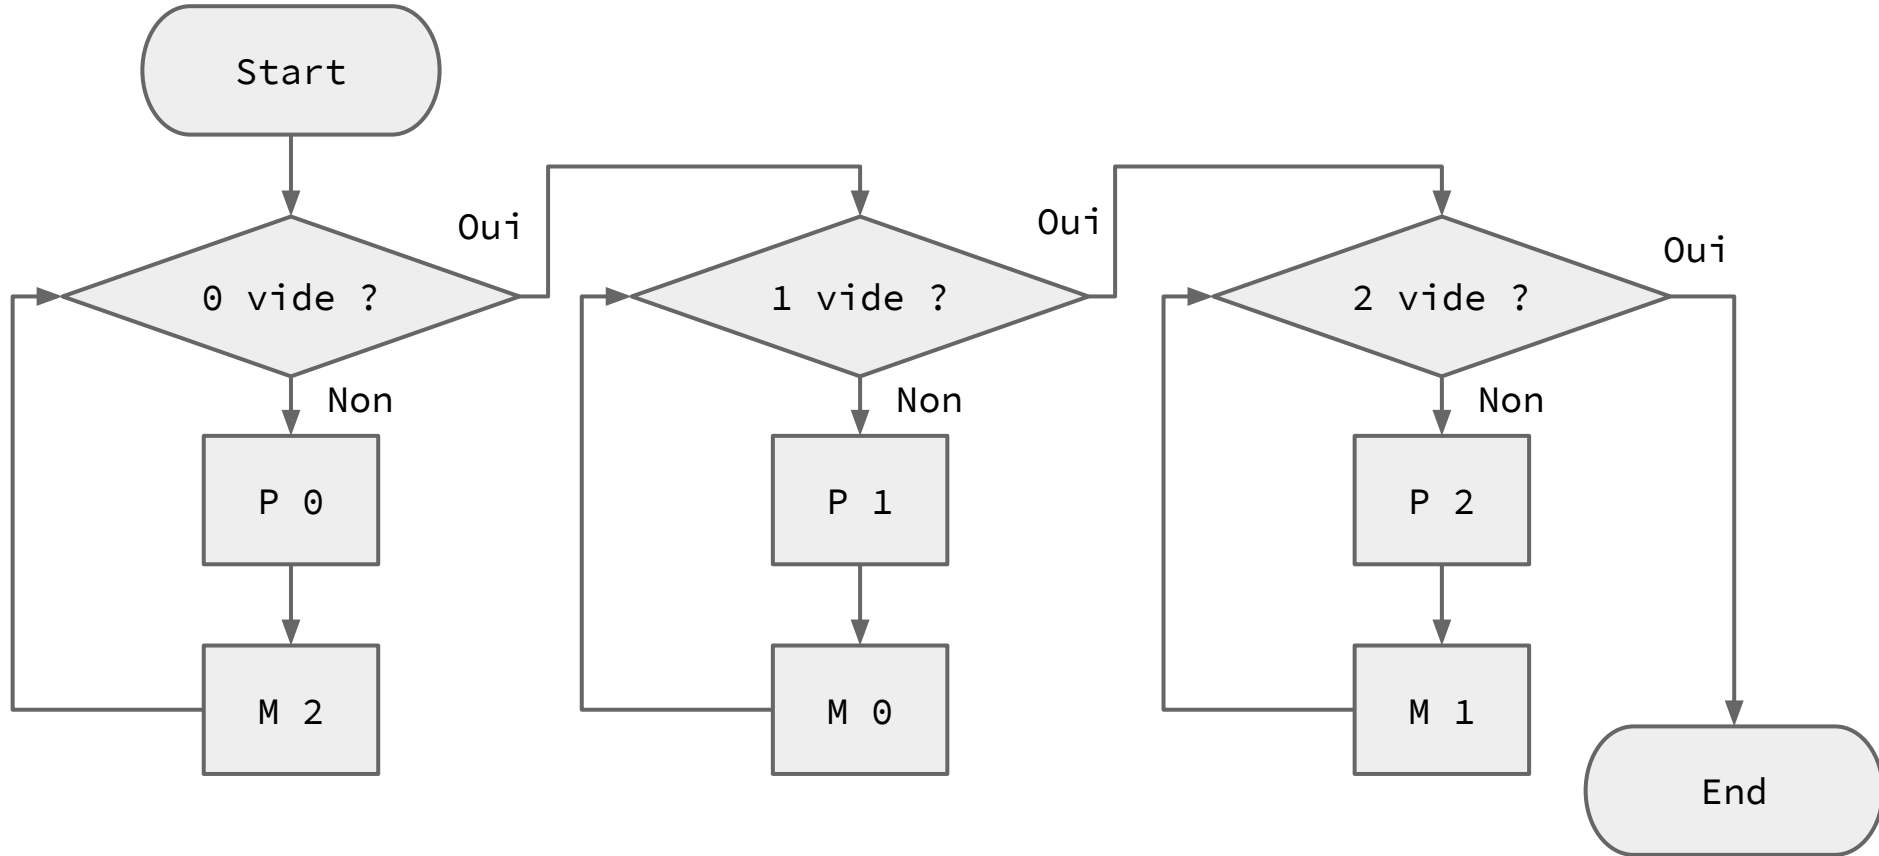 Start
Oui
Oui
Oui
0 vide ?
1 vide ?
2 vide ?
Non
Non
Non
P 0
P 1
P 2
M 2
M 0
M 1
End